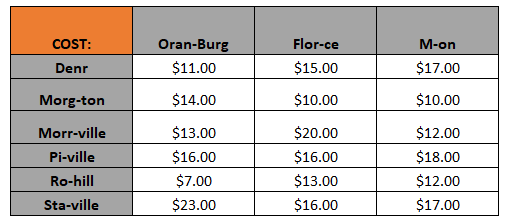 COST: Oran-Burg Flor-ce M-on
Denr $11.00 $15.00 $17.00
Morg-ton $14.00 $10.00 $10.00
Morr-ville $13.00 $20.00 $12.00
Pi-ville $16.00 $16.00 $18.00
Ro-hill $7.00 $13.00 $12.00
Sta-ville $23.00 $16.00 $17.00